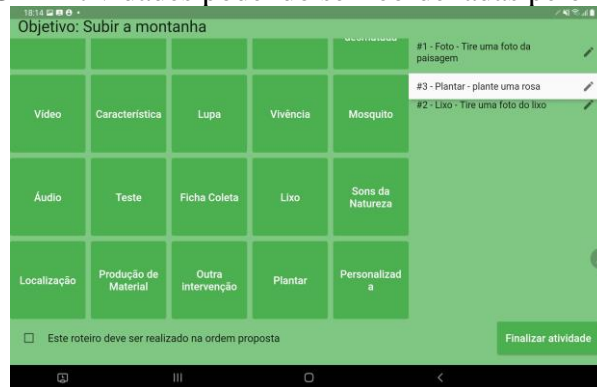 18:14
Objetivo: Subir a montanha
#1 - Foto - Tire uma foto da
paisagem
#3 - Plantar - plante uma rosa
#2 - Lixo - Tire uma foto do lixo
Vídeo
Característica
Lupa
Vivência
Mosquito
Áudio
Teste
Ficha Coleta
Lixo
Sons da
Natureza
Localização
Produção de
Material
Outra
intervenção
Plantar
Personalizad
a
Este roteiro deve ser realizado na ordem proposta
Finalizar atividade